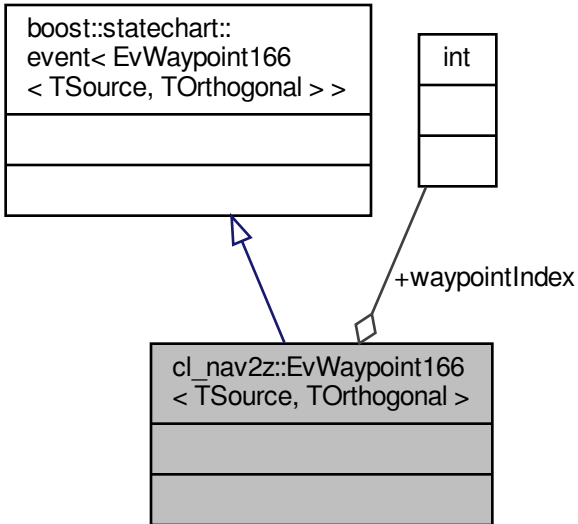 boost::statechart::
event< EvWaypoint166
< TSource, TOrthogonal > >
int
+waypointIndex
cl_nav2z::EvWaypoint166
< TSource, TOrthogonal >